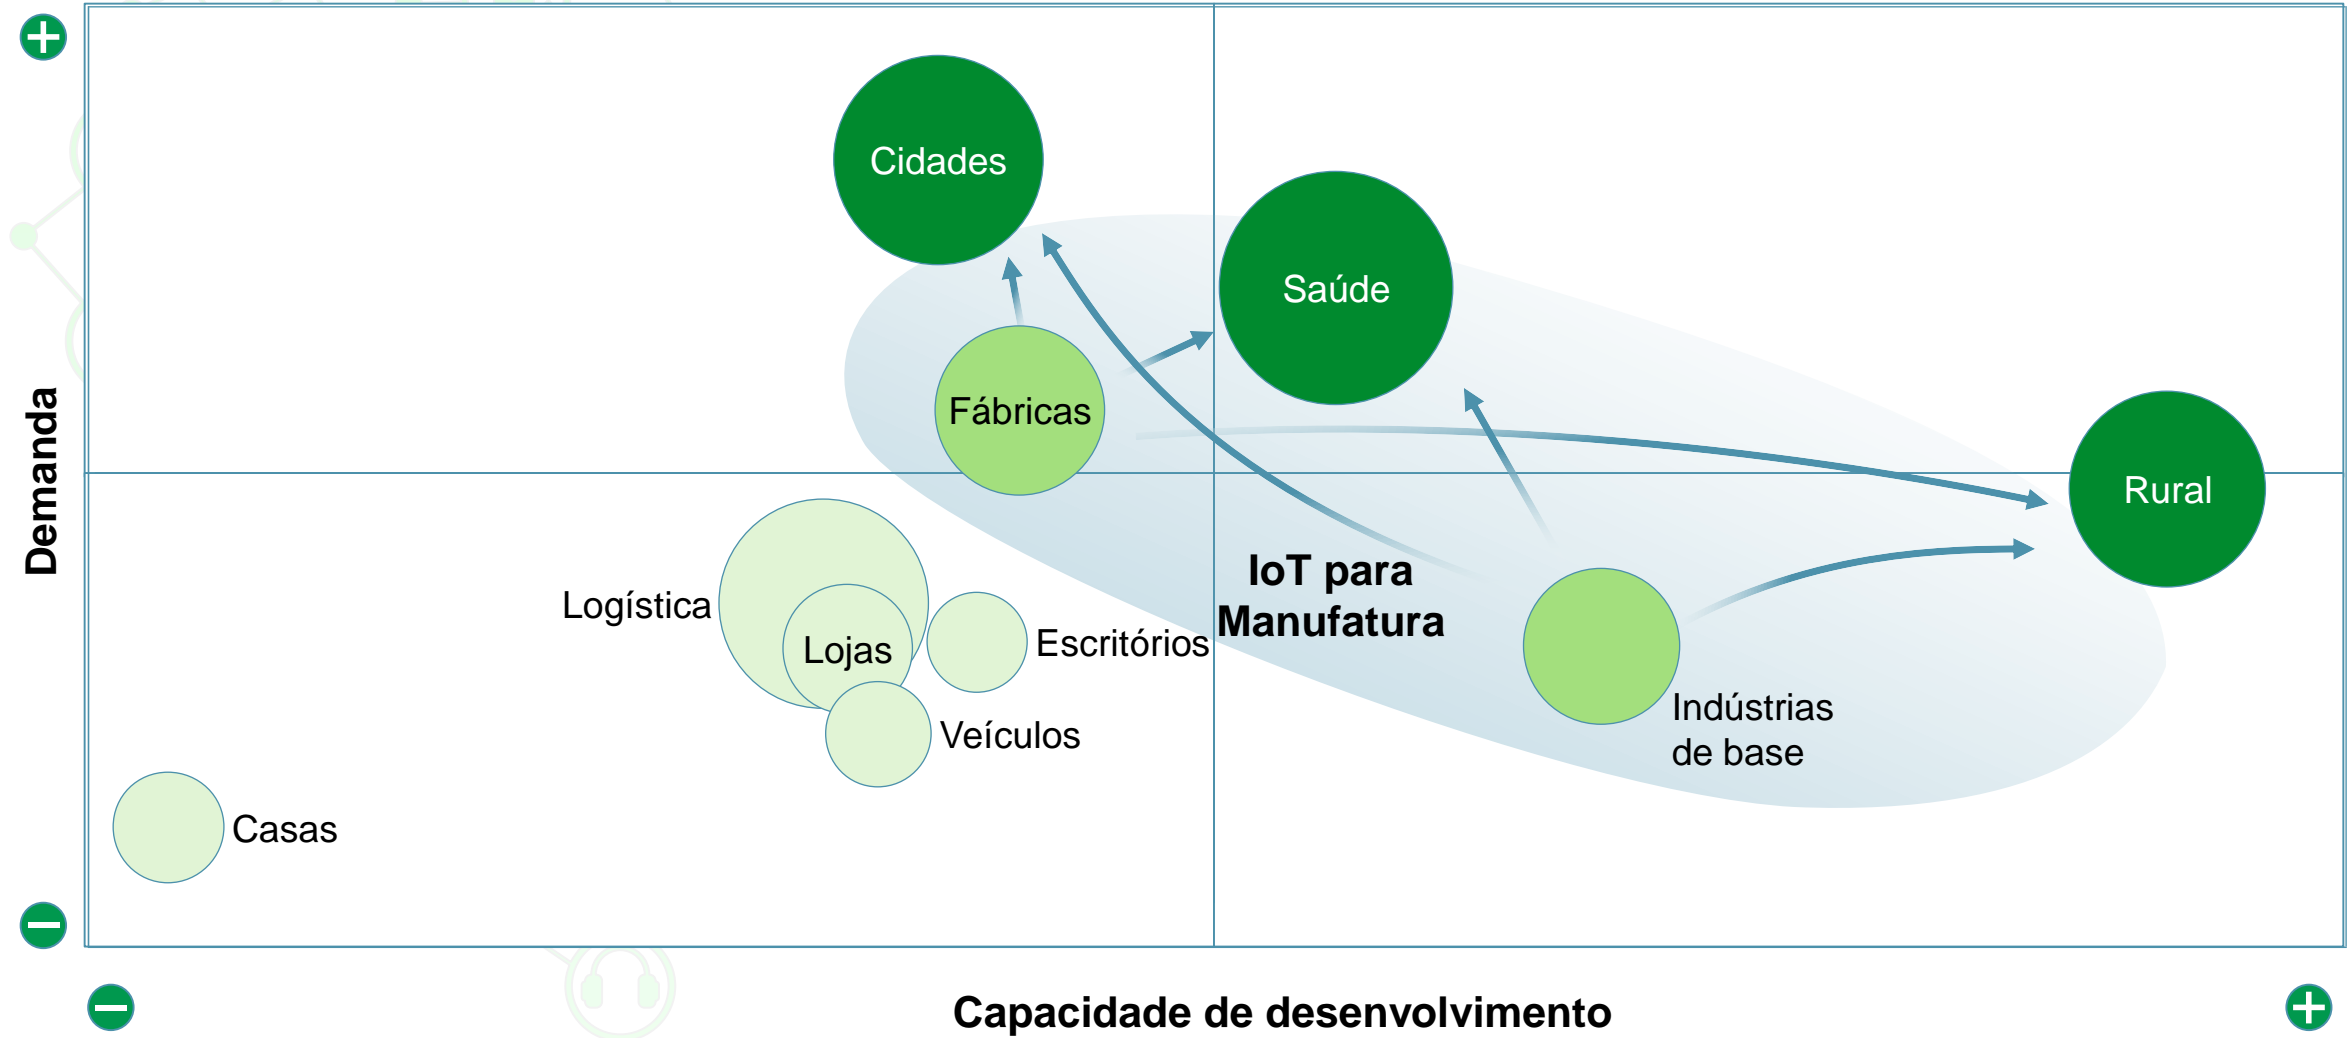 Cidades
Saúde
Fábricas
Demanda
Rural
IoT para
Manufatura
Logística
Lojas
Escritórios
Indústrias
de base
Veículos
Casas
Capacidade de desenvolvimento